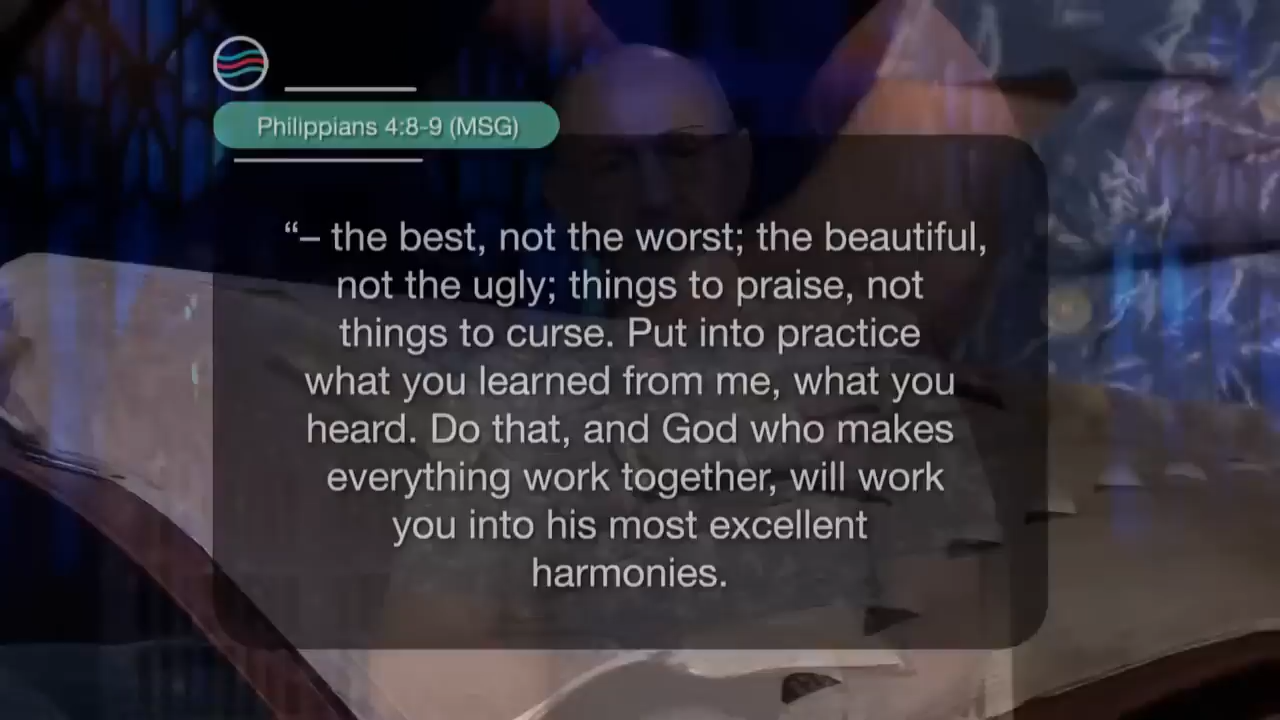 Philippians 4:8-9 (MSG)
“– the best, not the worst; the beautiful,
not the ugly; things to praise, not
things to curse. Put into practice
what you learned from me, what you
heard. Do that, and God who makes
everything work together, will work
you into his most excellent
harmonies.